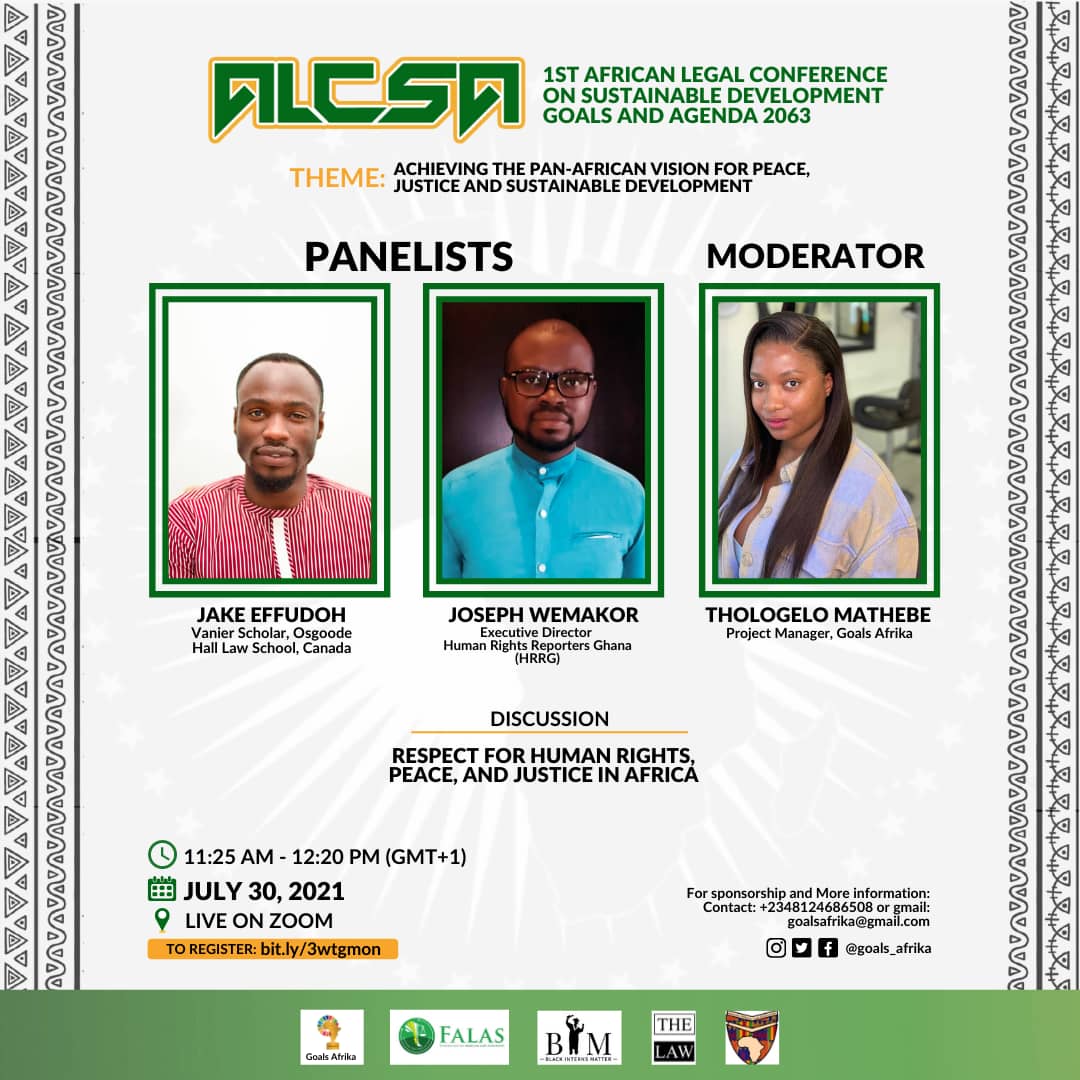 ALCSA
1ST AFRICAN LEGAL CONFERENCE
ON SUSTAINABLE DEVELOPMENT
GOALS AND AGENDA 2063
THEME: ACHIEVING THE PAN-AFRICAN VISION FOR PEACE,
JUSTICE AND SUSTAINABLE DEVELOPMENT
PANELISTS
MODERATOR
JAKE EFFUDOH
Vanier Scholar, Osgoode
Hall Law School, Canada
JOSEPH WEMAKOR
Executive Director
Human Rights Reporters Ghana
(HRRG)
THOLOGELO MATHEBE
Project Manager, Goals Afrika
DISCUSSION
RESPECT FOR HUMAN RIGHTS,
PEACE, AND JUSTICE IN AFRICA
11:25 AM - 12:20 PM (GMT+1)
JULY 30, 2021
LIVE ON ZOOM
TO REGISTER: bit.ly/3wtgmon
For sponsorship and More information:
Contact: +2348124686508 or gmail:
goalsafrika@gmail.com
@goals_afrika
Goals Afrika
FALAS
BIM
BLACK INTERNS MATTER
THE
LAW